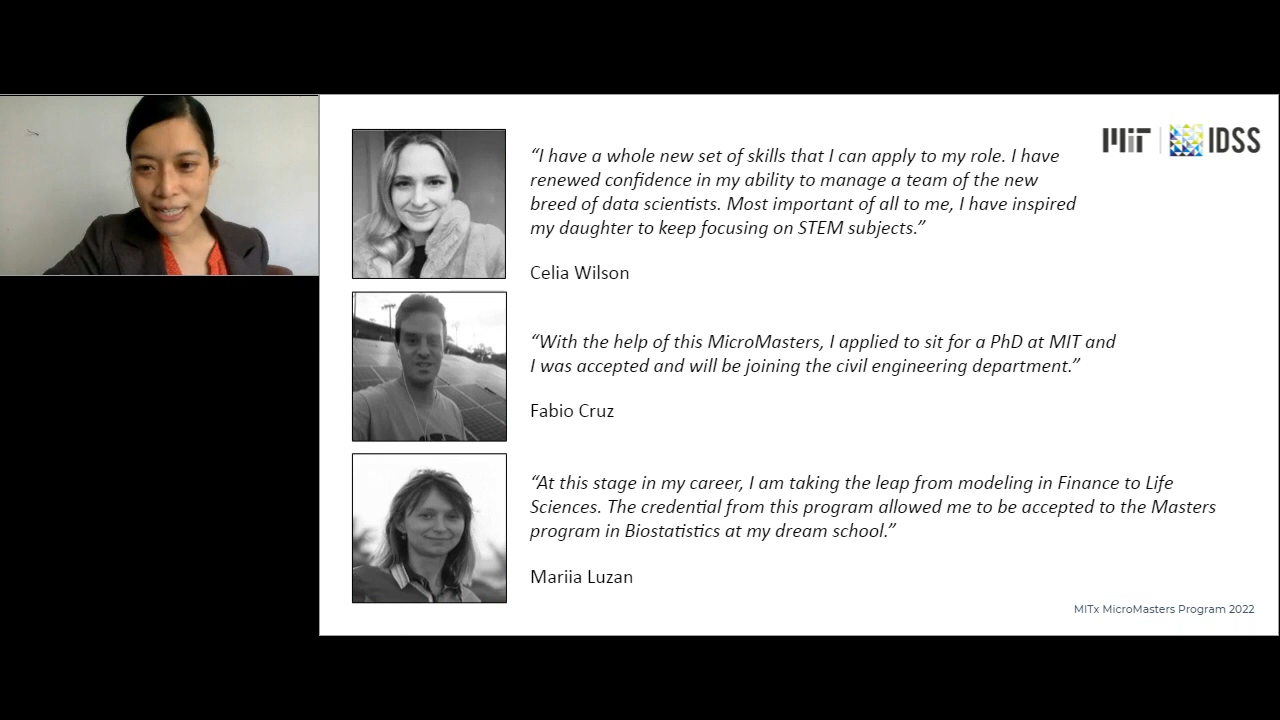 MIT IDSS
“I have a whole new set of skills that I can apply to my role. I have
renewed confidence in my ability to manage a team of the new
breed of data scientists. Most important of all to me, I have inspired
my daughter to keep focusing on STEM subjects.”
Celia Wilson
“With the help of this MicroMasters, I applied to sit for a PhD at MIT and
I was accepted and will be joining the civil engineering department.”
Fabio Cruz
“At this stage in my career, I am taking the leap from modeling in Finance to Life
Sciences. The credential from this program allowed me to be accepted to the Masters
program in Biostatistics at my dream school.”
Mariia Luzan
MITx MicroMasters Program 2022